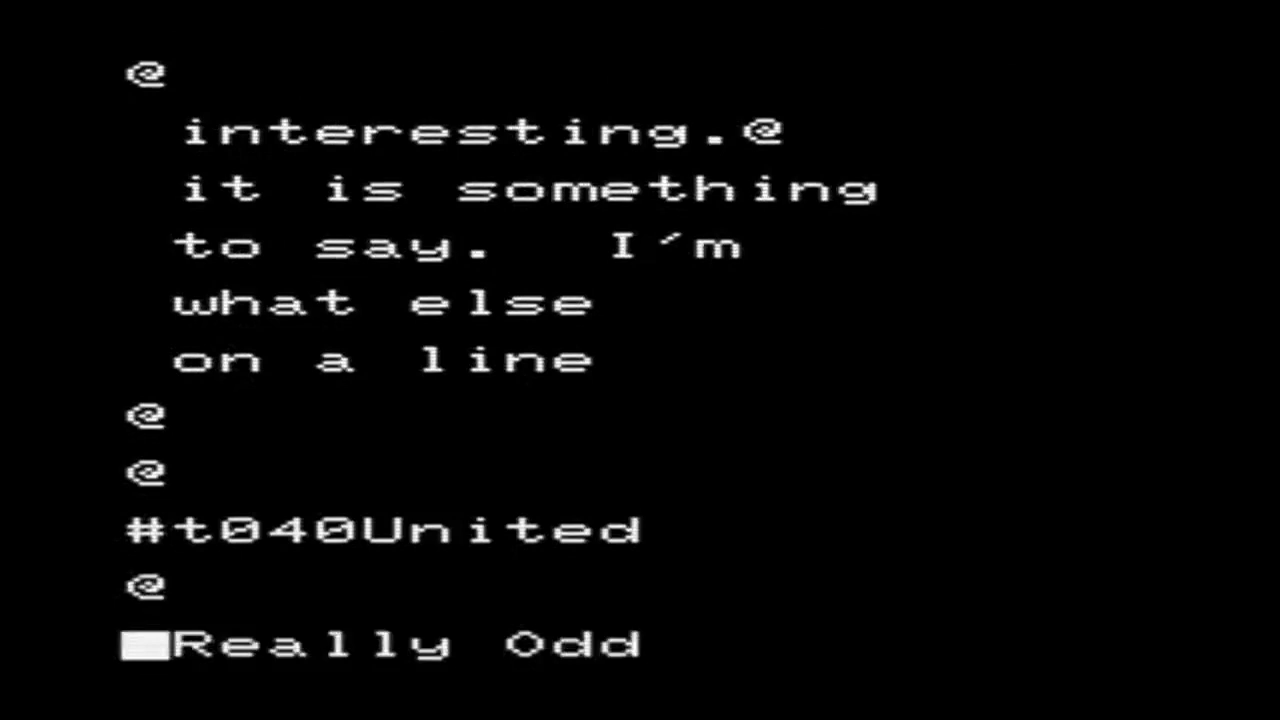 @
interesting.@
it is something
to say. I´m
what else
on a line
@
@
#t040United
@
Really Odd